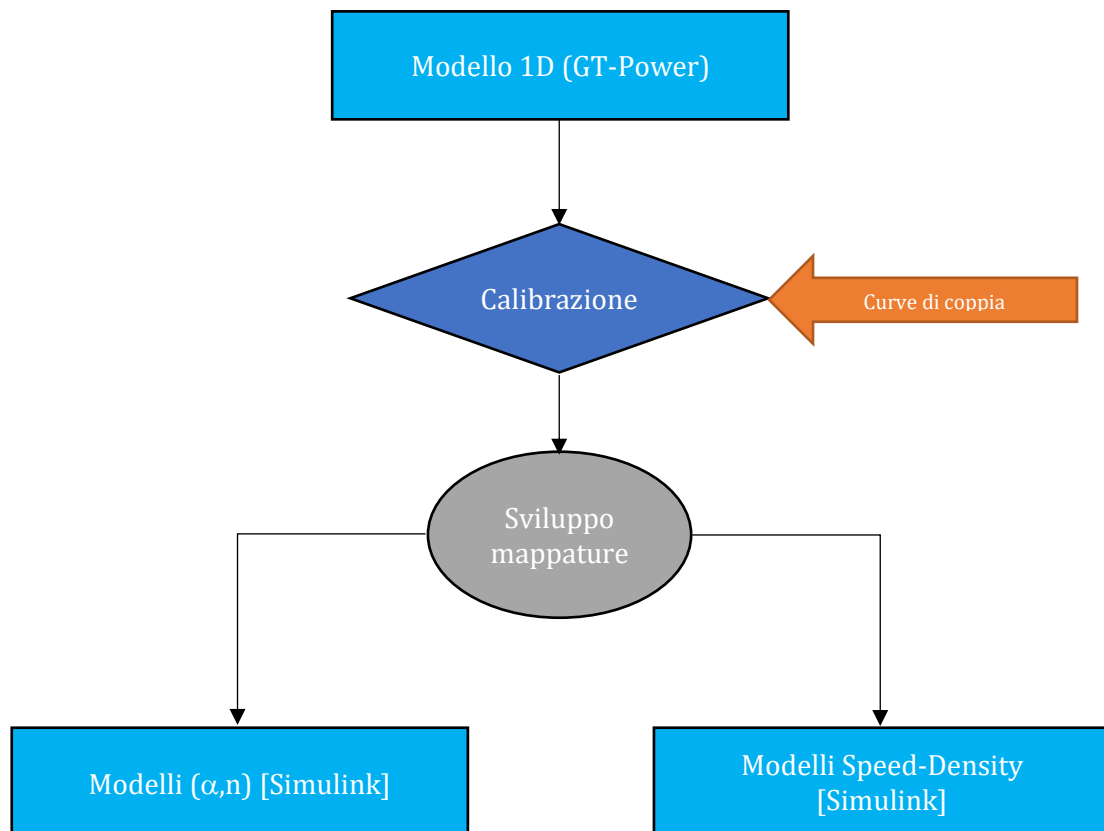 Modello 1D (GT-Power)
Calibrazione
Curve di coppia
Sviluppo
mappature
Modelli (α,n) [Simulink]
Modelli Speed-Density
[Simulink]